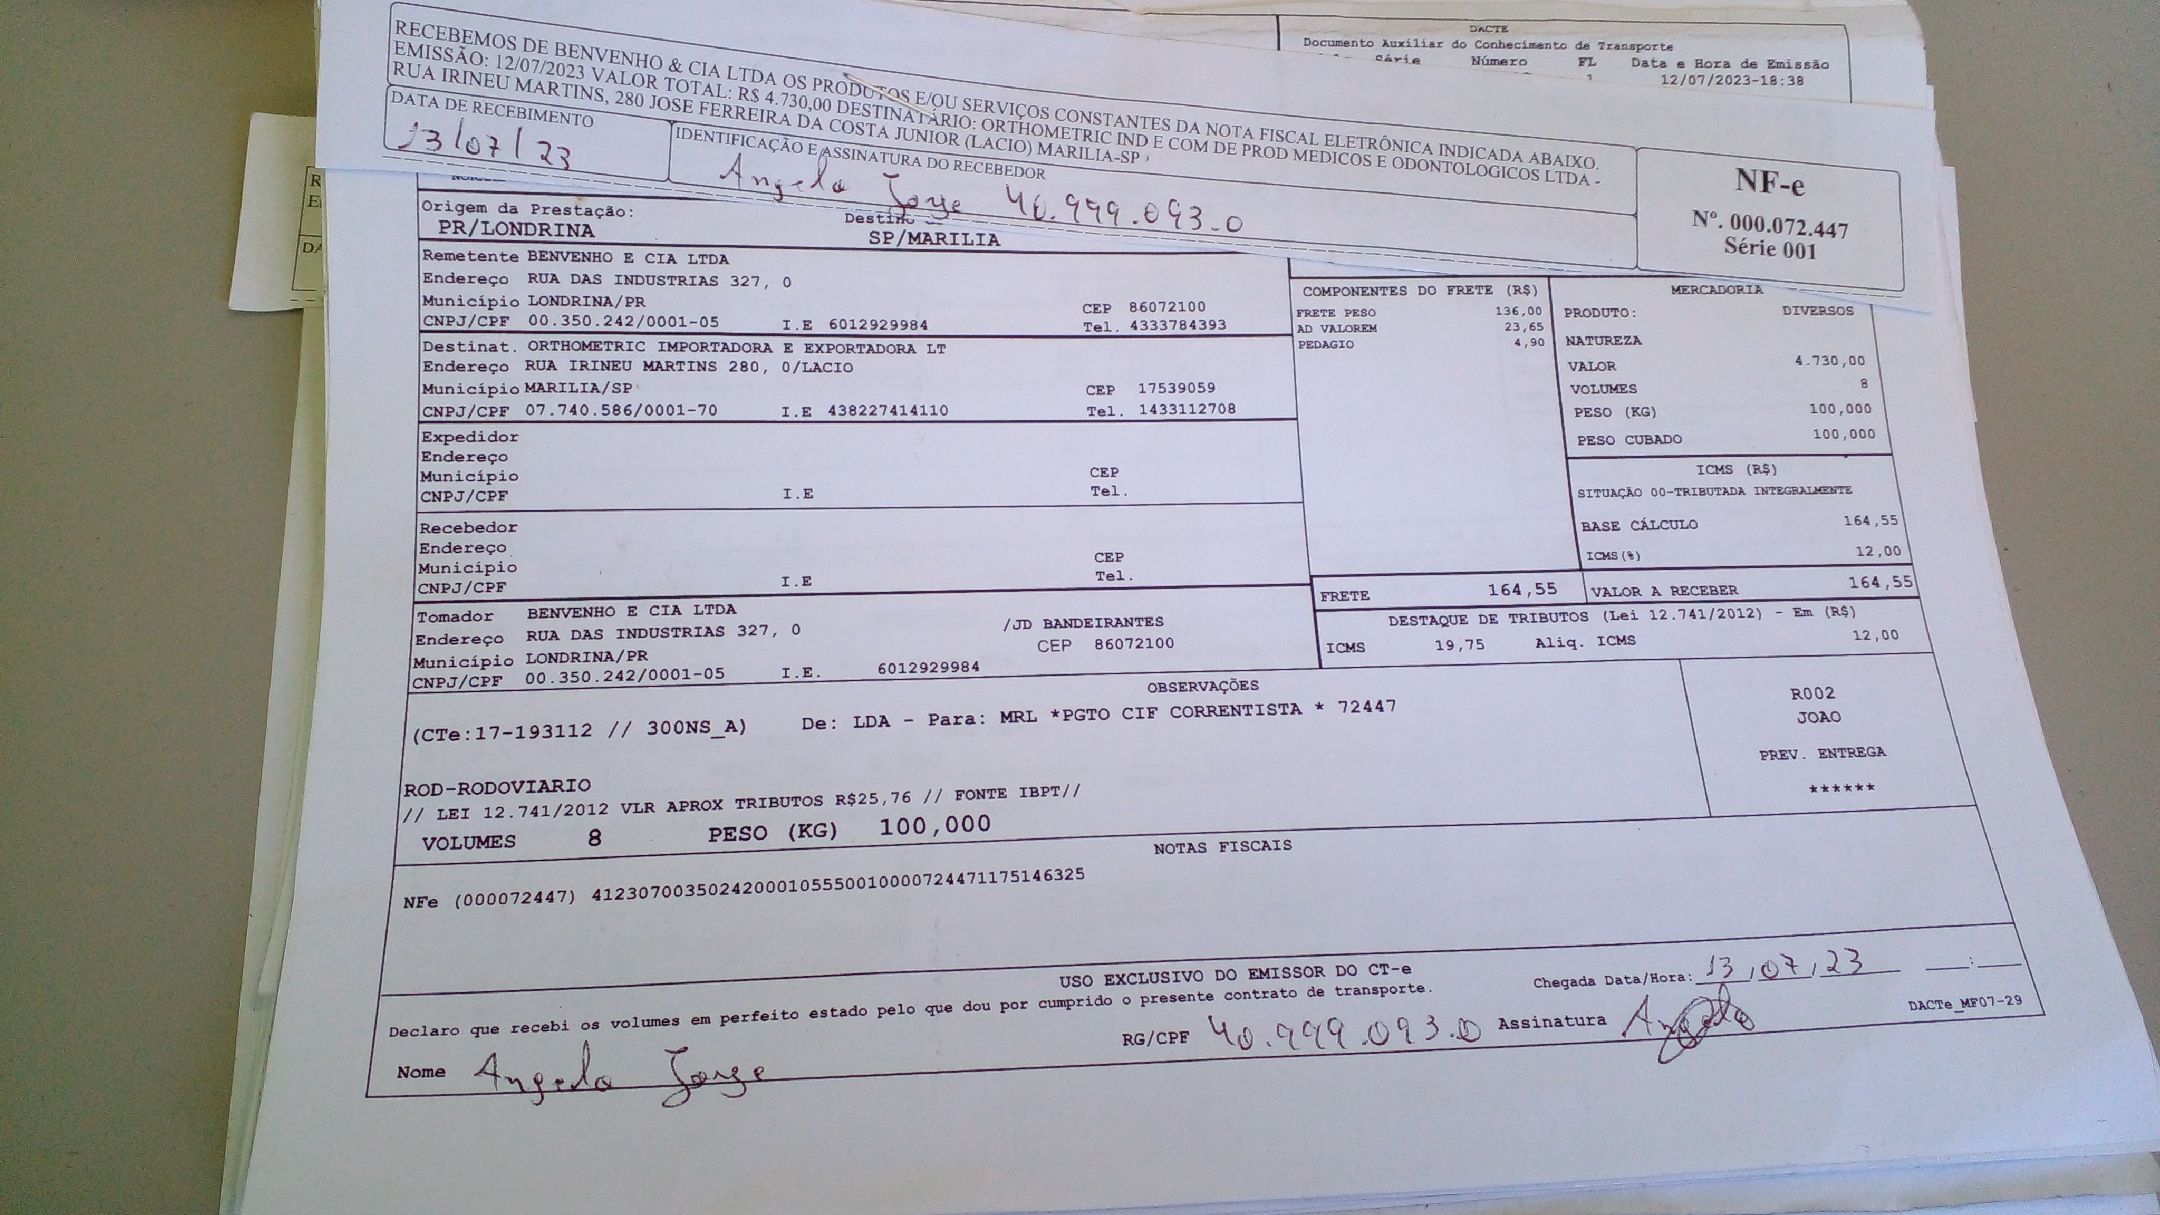 DACTE
Documento Auxiliar do Conhecimento de Transporte
Série Número FL Data e Hora de Emissão
1 12/07/2023-18:38
RECEBEMOS DE BENVENHO & CIA LTDA OS PRODUTOS E/OU SERVIÇOS CONSTANTES DA NOTA FISCAL ELETRÔNICA INDICADA ABAIXO.
EMISSÃO: 12/07/2023 VALOR TOTAL: R$ 4.730,00 DESTINATÁRIO: ORTHOMETRIC IND E COM DE PROD MEDICOS E ODONTOLOGICOS LTDA -
RUA IRINEU MARTINS, 280 JOSE FERREIRA DA COSTA JUNIOR (LACIO) MARILIA-SP
DATA DE RECEBIMENTO
13/07/23
IDENTIFICAÇÃO E ASSINATURA DO RECEBEDOR
Angelo Jorge 40.999.093.0
NF-e
Nº. 000.072.447
Série 001
Origem da Prestação:
PR/LONDRINA
SP/MARILIA
Remetente BENVENHO E CIA LTDA
Endereço RUA DAS INDUSTRIAS 327, 0
Município LONDRINA/PR CEP 86072100
CNPJ/CPF 00.350.242/0001-05 I.E 6012929984 Tel. 4333784393
Destinat. ORTHOMETRIC IMPORTADORA E EXPORTADORA LT
Endereço RUA IRINEU MARTINS 280, 0/LACIO
Município MARILIA/SP CEP 17539059
CNPJ/CPF 07.740.586/0001-70 I.E 438227414110 Tel. 1433112708
Expedidor
Endereço
Município CEP
CNPJ/CPF I.E Tel.
Recebedor
Endereço
Município CEP
CNPJ/CPF I.E Tel.
Tomador BENVENHO E CIA LTDA
Endereço RUA DAS INDUSTRIAS 327, 0 /JD BANDEIRANTES
Município LONDRINA/PR CEP 86072100
CNPJ/CPF 00.350.242/0001-05 I.E. 6012929984
COMPONENTES DO FRETE (R$)
FRETE PESO 136,00
AD VALOREM 23,65
PEDAGIO 4,90
MERCADORIA
PRODUTO: DIVERSOS
NATUREZA
VALOR 4.730,00
VOLUMES 8
PESO (KG) 100,000
PESO CUBADO 100,000
ICMS (R$)
SITUAÇÃO 00-TRIBUTADA INTEGRALMENTE
BASE CÁLCULO 164,55
ICMS(%) 12,00
FRETE 164,55 VALOR A RECEBER 164,55
DESTAQUE DE TRIBUTOS (Lei 12.741/2012) - Em (R$)
ICMS 19,75 Aliq. ICMS 12,00
OBSERVAÇÕES
(CTe:17-193112 // 300NS_A) De: LDA - Para: MRL *PGTO CIF CORRENTISTA * 72447
ROD-RODOVIARIO
// LEI 12.741/2012 VLR APROX TRIBUTOS R$25,76 // FONTE IBPT//
VOLUMES 8 PESO (KG) 100,000
R002
JOAO
PREV. ENTREGA
******
NOTAS FISCAIS
NFe (000072447) 41230700350242000105550010000724471175146325
USO EXCLUSIVO DO EMISSOR DO CT-e
Chegada Data/Hora: 13/07/23 __:__
Declaro que recebi os volumes em perfeito estado pelo que dou por cumprido o presente contrato de transporte.
Nome Angelo Jorge RG/CPF 40.999.093.0 Assinatura Angelo
DACTe_MF07-29